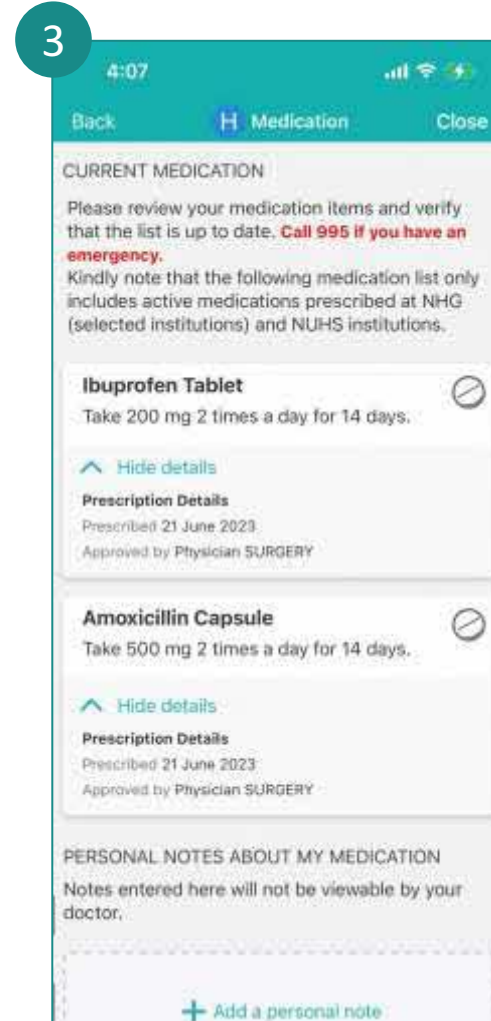 3
4:07
Back H Medication Close
CURRENT MEDICATION
Please review your medication items and verify
that the list is up to date. Call 995 if you have an
emergency.
Kindly note that the following medication list only
includes active medications prescribed at NHG
(selected institutions) and NUHS institutions.
Ibuprofen Tablet
Take 200 mg 2 times a day for 14 days.
Hide details
Prescription Details
Prescribed 21 June 2023
Approved by Physician SURGERY
Amoxicillin Capsule
Take 500 mg 2 times a day for 14 days.
Hide details
Prescription Details
Prescribed 21 June 2023
Approved by Physician SURGERY
PERSONAL NOTES ABOUT MY MEDICATION
Notes entered here will not be viewable by your
doctor.
+ Add a personal note